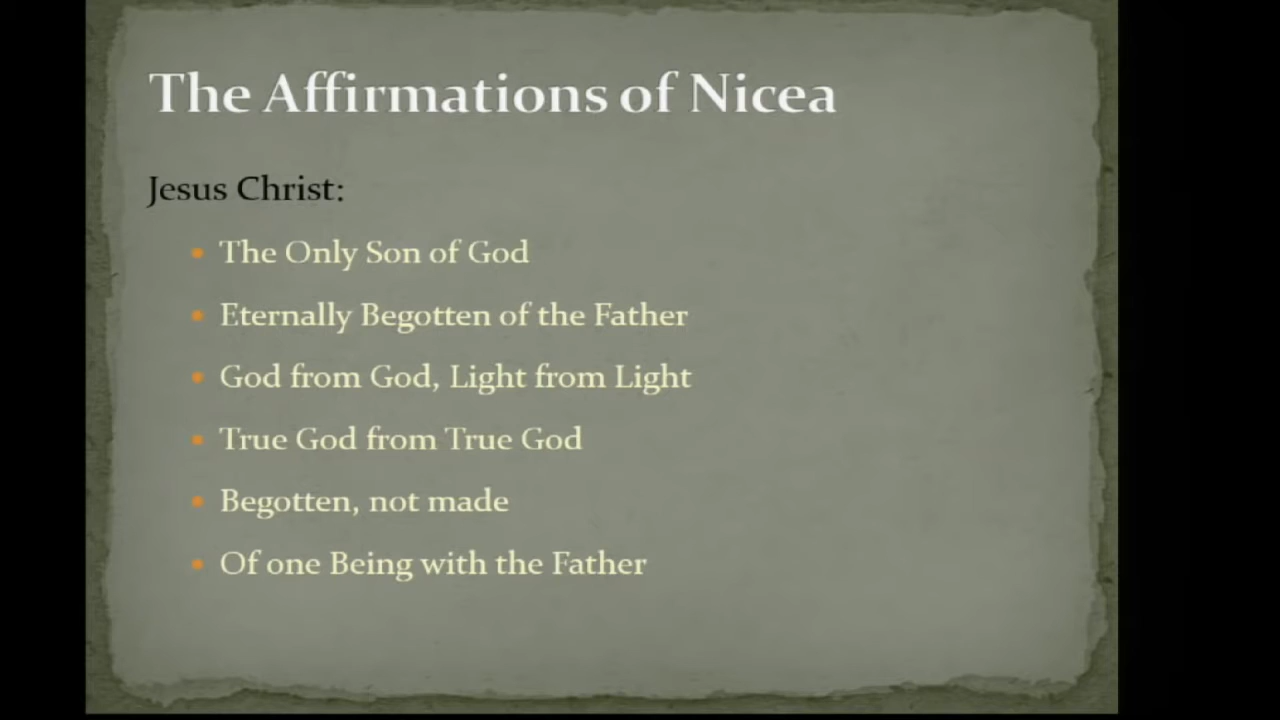 The Affirmations of Nicea
Jesus Christ:
• The Only Son of God
• Eternally Begotten of the Father
• God from God, Light from Light
• True God from True God
• Begotten, not made
• Of one Being with the Father